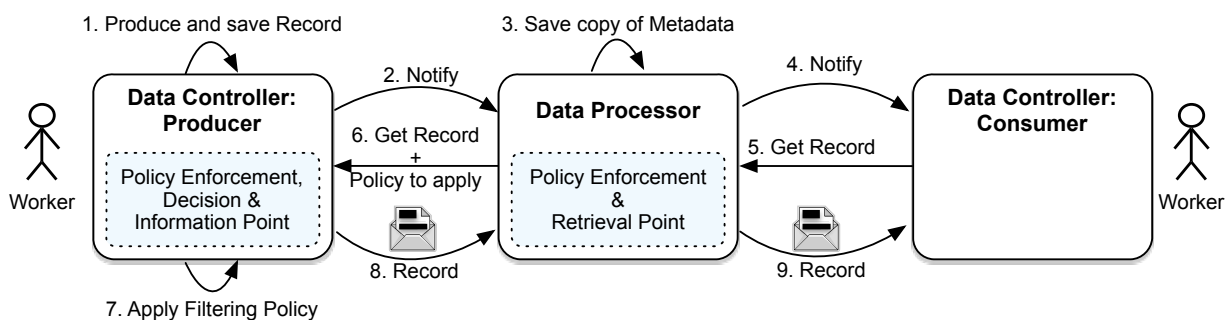 1. Produce and save Record
3. Save copy of Metadata
2. Notify
4. Notify
Data Controller:
Producer
Data Processor
Data Controller:
Consumer
6. Get Record
+
Policy to apply
5. Get Record
Policy Enforcement,
Decision &
Information Point
Policy Enforcement
&
Retrieval Point
Worker
Worker
8. Record
9. Record
7. Apply Filtering Policy